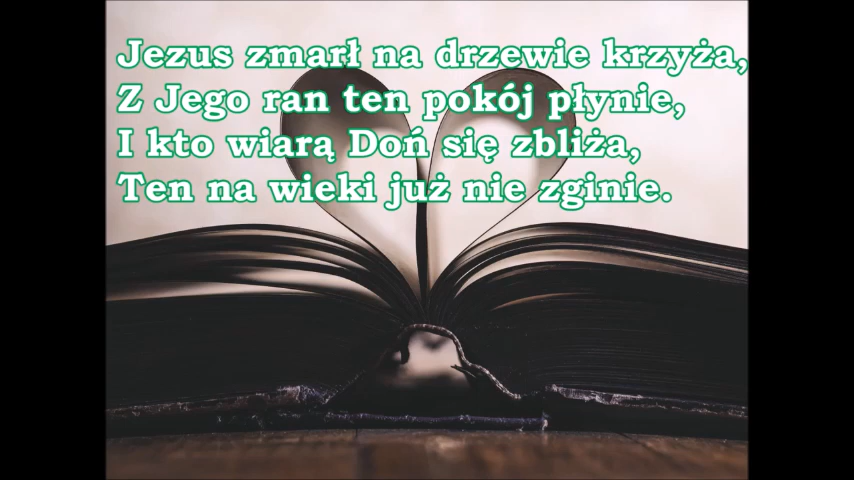 Jezus zmarł na drzewie krzyża,
Z Jego ran ten pokój płynie,
I kto wiarą Doń się zbliża,
Ten na wieki już nie zginie.